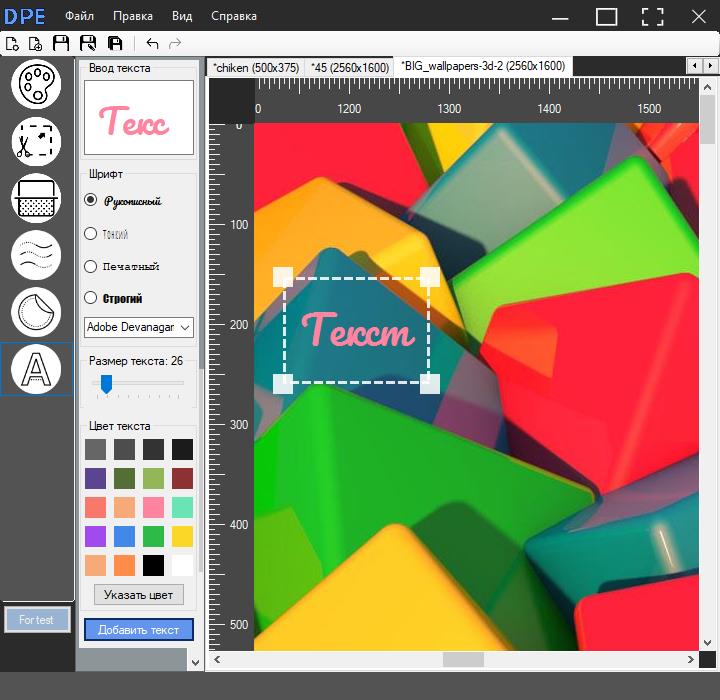 DPE Файл Правка Вид Справка
*chiken (500x375) *45 (2560x1600) *BIG_wallpapers-3d-2 (2560x1600)
Ввод текста
Текс
Шрифт
Рукописный
Тонкий
Печатный
Строгий
Adobe Devanagar
Размер текста: 26
Цвет текста
Указать цвет
Добавить текст
For test
0 1200 1300 1400 1500
0
100
200
300
400
500
Текст